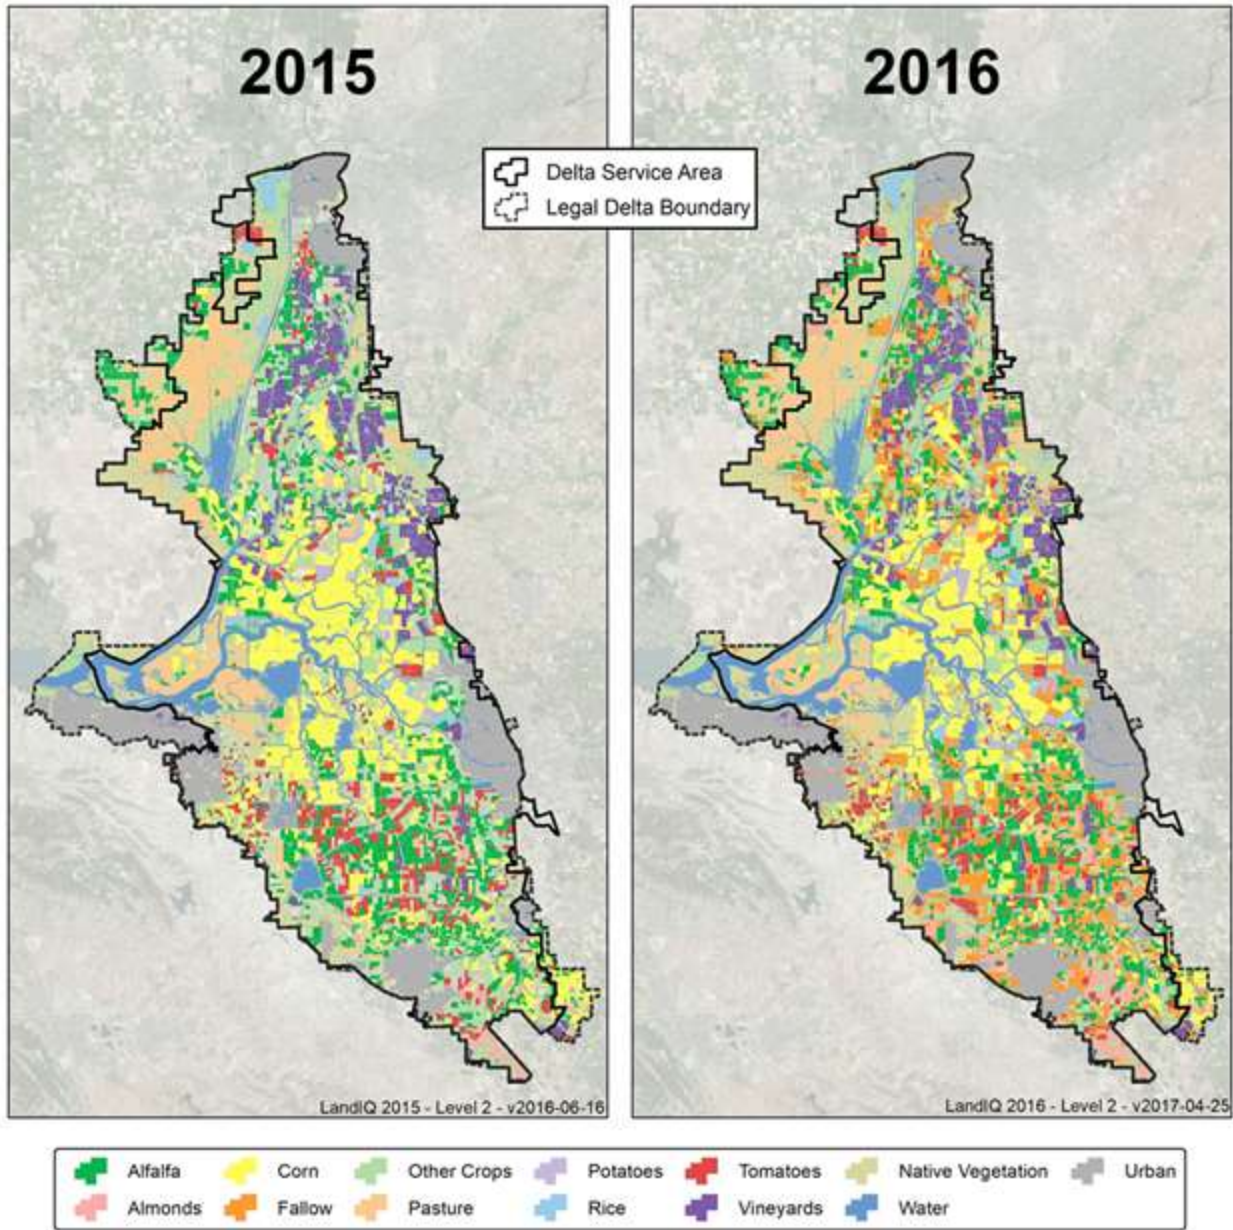 2015
2016
Delta Service Area
Legal Delta Boundary
LandIQ 2015 - Level 2 - v2016-06-16
LandIQ 2016 - Level 2 - v2017-04-25
Alfalfa Corn Other Crops Potatoes Tomatoes Native Vegetation Urban
Almonds Fallow Pasture Rice Vineyards Water